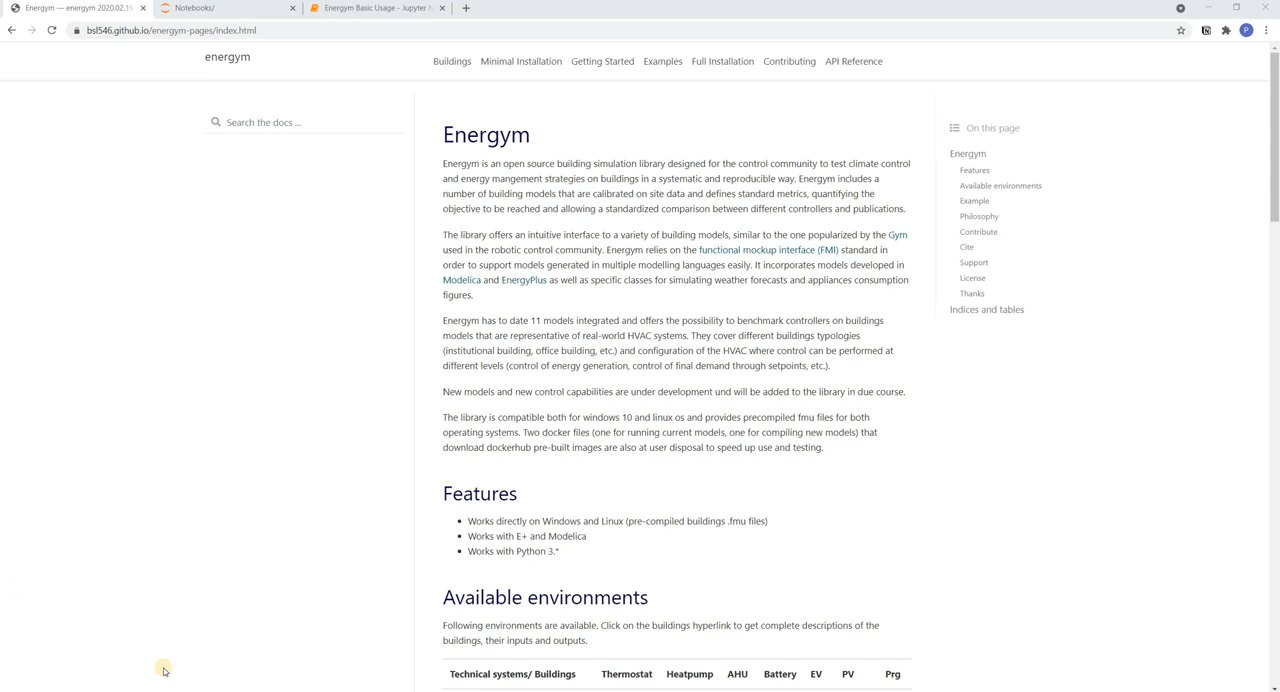 Energym — energym 2020.02.19
Notebooks/
Energym Basic Usage - Jupyter N
bsl546.github.io/energym-pages/index.html
P
energym
Buildings Minimal Installation Getting Started Examples Full Installation Contributing API Reference
Search the docs ...
Energym
Energym is an open source building simulation library designed for the control community to test climate control
and energy mangement strategies on buildings in a systematic and reproducible way. Energym includes a
number of building models that are calibrated on site data and defines standard metrics, quantifying the
objective to be reached and allowing a standardized comparison between different controllers and publications.
The library offers an intuitive interface to a variety of building models, similar to the one popularized by the Gym
used in the robotic control community. Energym relies on the functional mockup interface (FMI) standard in
order to support models generated in multiple modelling languages easily. It incorporates models developed in
Modelica and EnergyPlus as well as specific classes for simulating weather forecasts and appliances consumption
figures.
Energym has to date 11 models integrated and offers the possibility to benchmark controllers on buildings
models that are representative of real-world HVAC systems. They cover different buildings typologies
(institutional building, office building, etc.) and configuration of the HVAC where control can be performed at
different levels (control of energy generation, control of final demand through setpoints, etc.).
New models and new control capabilities are under development und will be added to the library in due course.
The library is compatible both for windows 10 and linux os and provides precompiled fmu files for both
operating systems. Two docker files (one for running current models, one for compiling new models) that
download dockerhub pre-built images are also at user disposal to speed up use and testing.
Features
• Works directly on Windows and Linux (pre-compiled buildings .fmu files)
• Works with E+ and Modelica
• Works with Python 3.*
Available environments
Following environments are available. Click on the buildings hyperlink to get complete descriptions of the
buildings, their inputs and outputs.
Technical systems/ Buildings Thermostat Heatpump AHU Battery EV PV Prg
On this page
Energym
Features
Available environments
Example
Philosophy
Contribute
Cite
Support
License
Thanks
Indices and tables